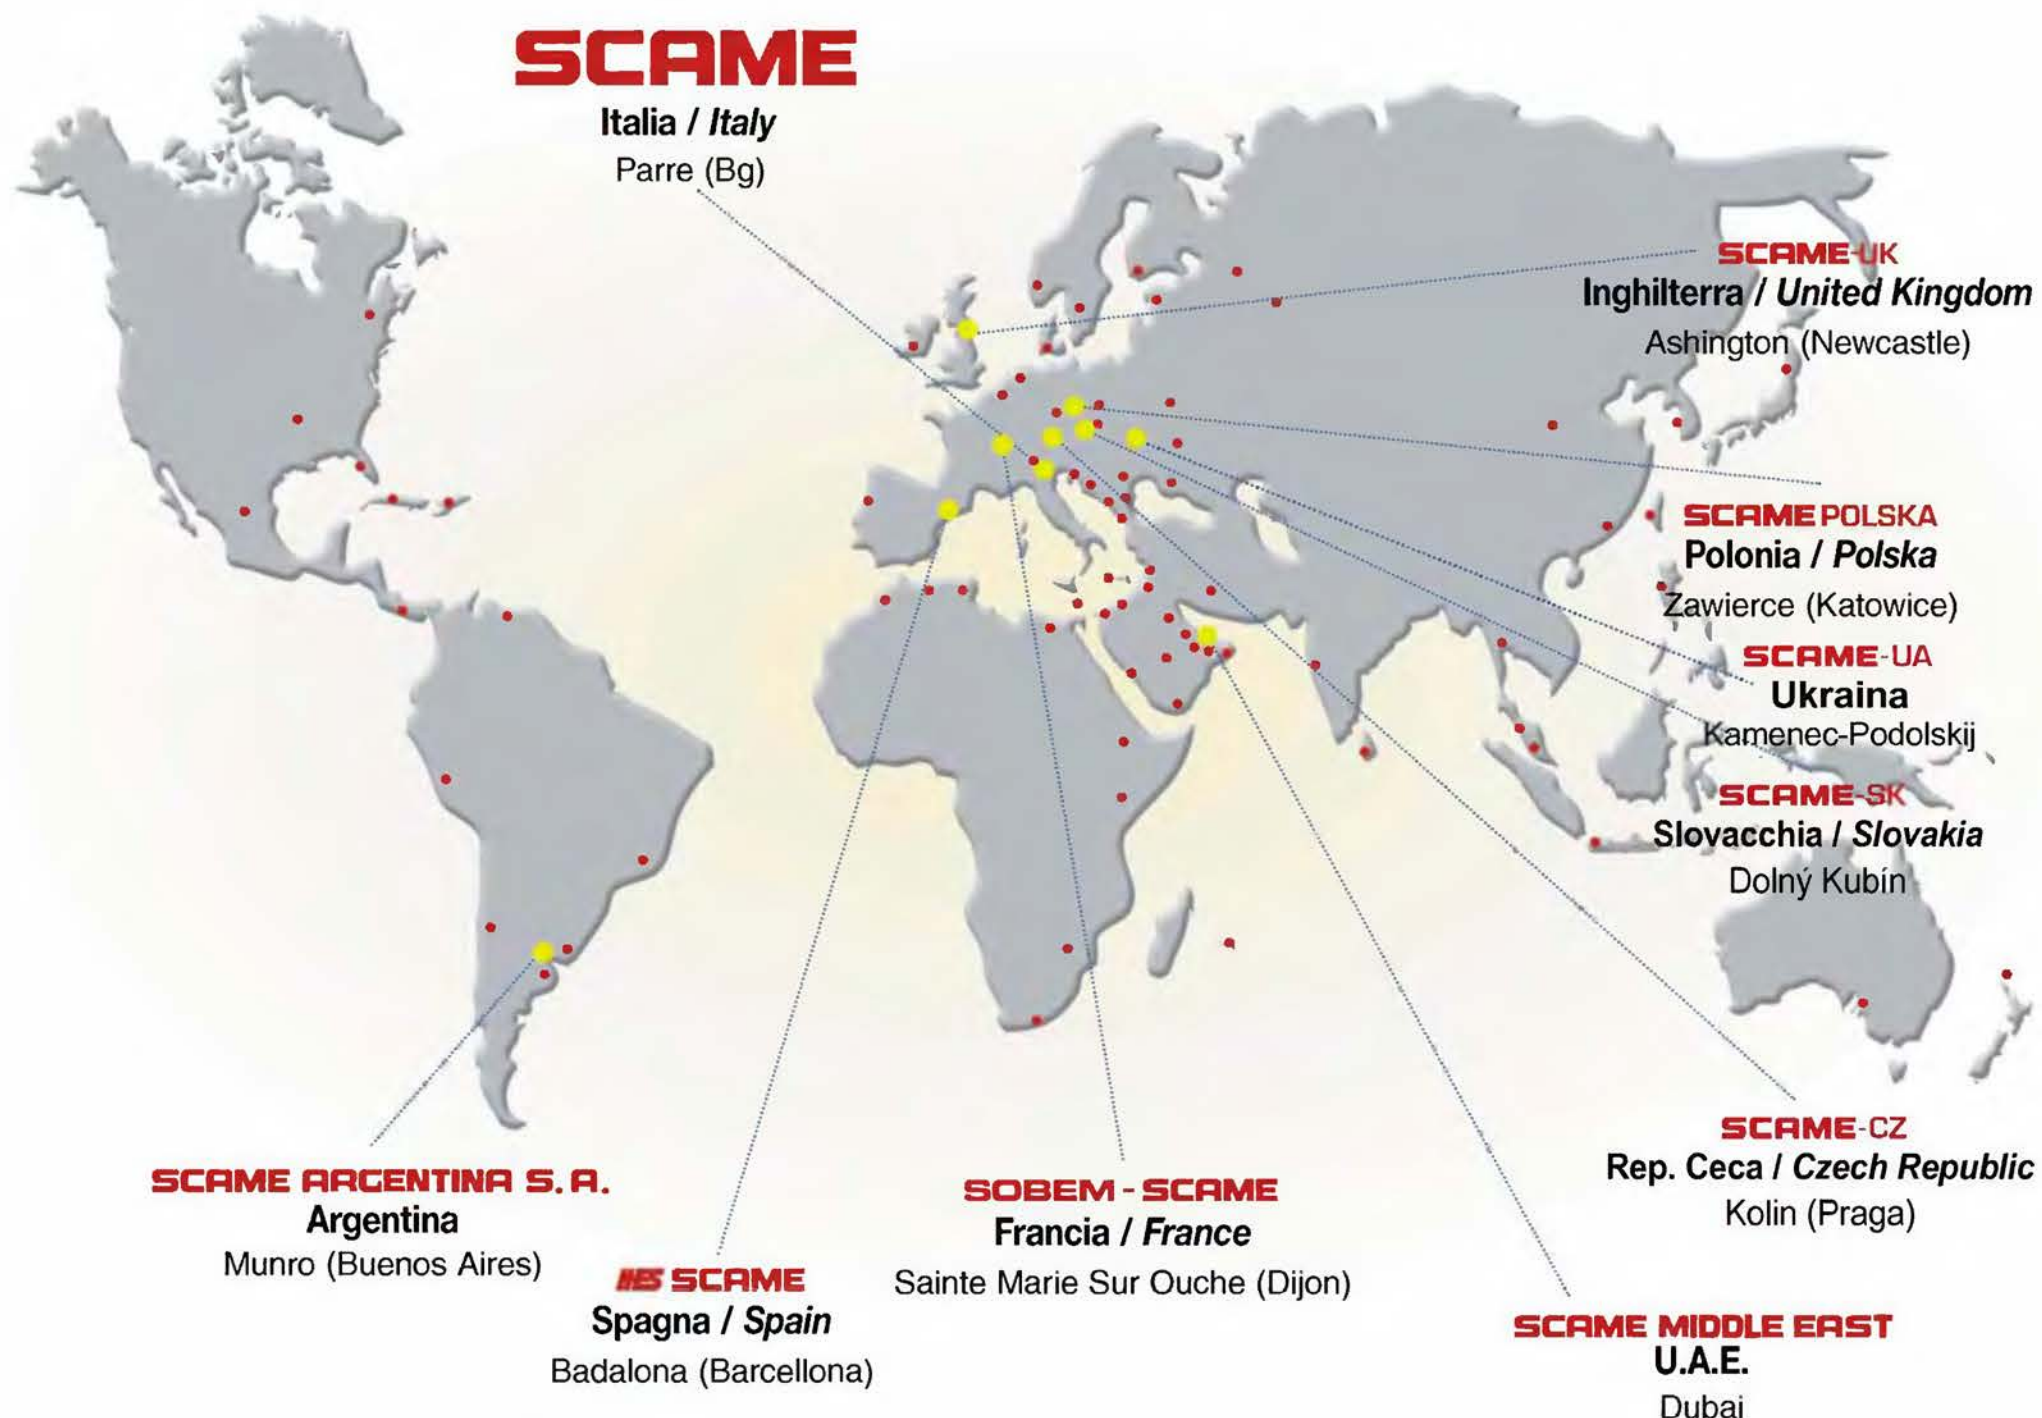 SCAME
Italia / Italy
Parre (Bg)
SCAME-UK
Inghilterra / United Kingdom
Ashington (Newcastle)
SCAME POLSKA
Polonia / Polska
Zawierce (Katowice)
SCAME-UA
Ukraina
Kamenec-Podolskij
SCAME-SK
Slovacchia / Slovakia
Dolný Kubín
SCAME-CZ
Rep. Ceca / Czech Republic
Kolin (Praga)
SCAME ARGENTINA S.A.
Argentina
Munro (Buenos Aires)
SCAME
Spagna / Spain
Badalona (Barcellona)
SOBEM - SCAME
Francia / France
Sainte Marie Sur Ouche (Dijon)
SCAME MIDDLE EAST
U.A.E.
Dubai